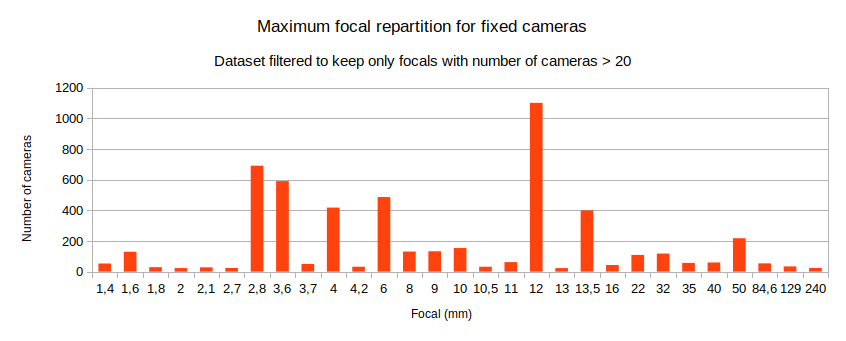 Maximum focal repartition for fixed cameras
Dataset filtered to keep only focals with number of cameras > 20
1200
1000
800
600
400
200
0
Number of cameras
1,4 1,6 1,8 2 2,1 2,7 2,8 3,6 3,7 4 4,2 6 8 9 10 10,5 11 12 13 13,5 16 22 32 35 40 50 84,6 129 240
Focal (mm)